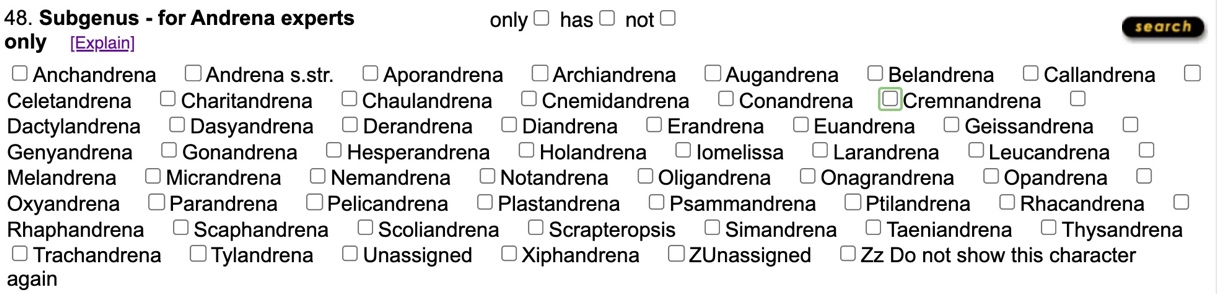 48. Subgenus - for Andrena experts only has not
only [Explain] search
Anchandrena Andrena s.str. Aporandrena Archiandrena Augandrena Belandrena Callandrena
Celetandrena Charitandrena Chaulandrena Cnemidandrena Conandrena Cremnandrena
Dactylandrena Dasyandrena Derandrena Diandrena Erandrena Euandrena Geissandrena
Genyandrena Gonandrena Hesperandrena Holandrena Iomelissa Larandrena Leucandrena
Melandrena Micrandrena Nemandrena Notandrena Oligandrena Onagrandrena Opandrena
Oxyandrena Parandrena Pelicandrena Plastandrena Psammandrena Ptilandrena Rhacandrena
Rhaphandrena Scaphandrena Scoliandrena Scrapteropsis Simandrena Taeniandrena Thysandrena
Trachandrena Tylandrena Unassigned Xiphandrena ZUnassigned Zz Do not show this character
again